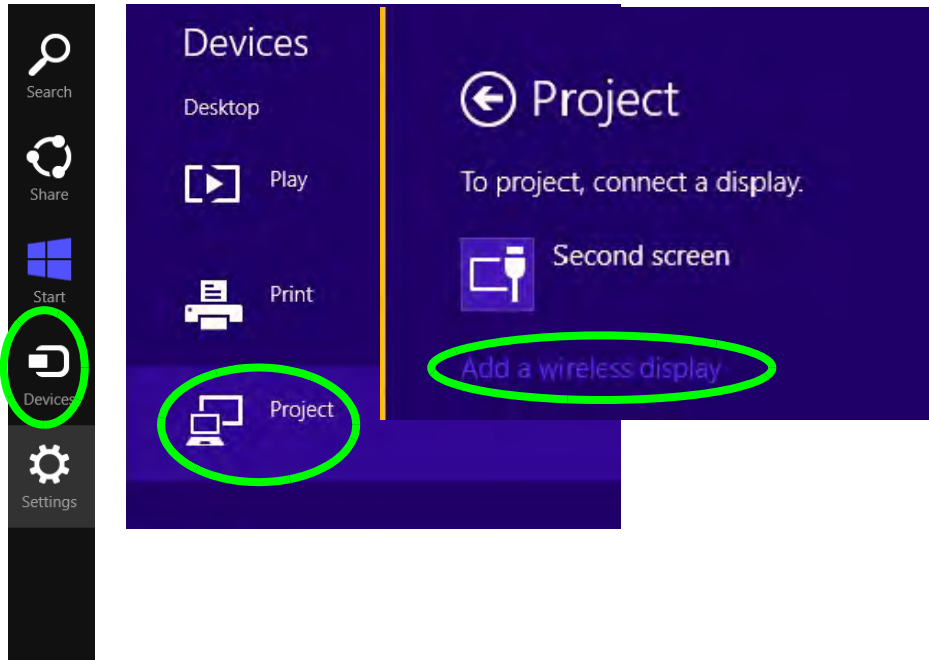 Search
Share
Start
Devices
Settings
Devices
Desktop
Play
Print
Project
Project
To project, connect a display.
Second screen
Add a wireless display